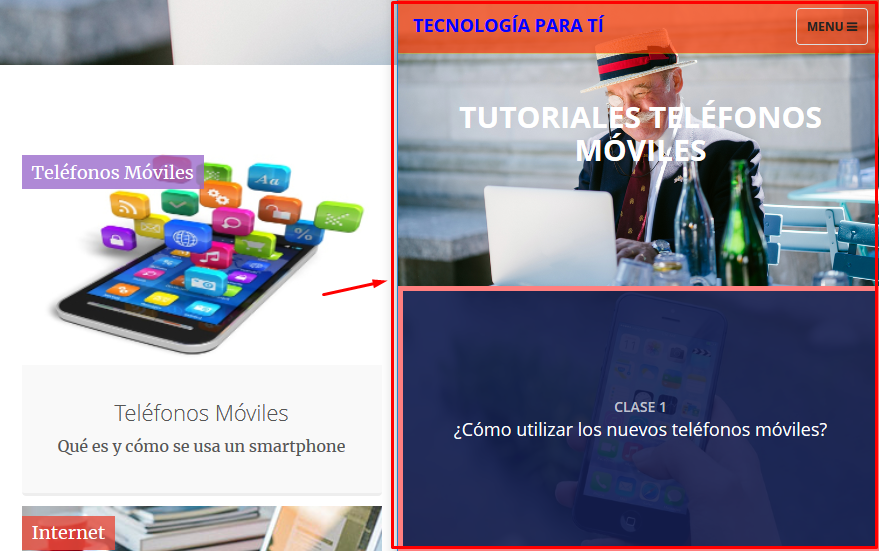 Teléfonos Móviles
Aa
%
Teléfonos Móviles
Qué es y cómo se usa un smartphone
Internet
TECNOLOGÍA PARA TÍ
MENU
TUTORIALES TELÉFONOS
MÓVILES
CLASE 1
¿Cómo utilizar los nuevos teléfonos móviles?